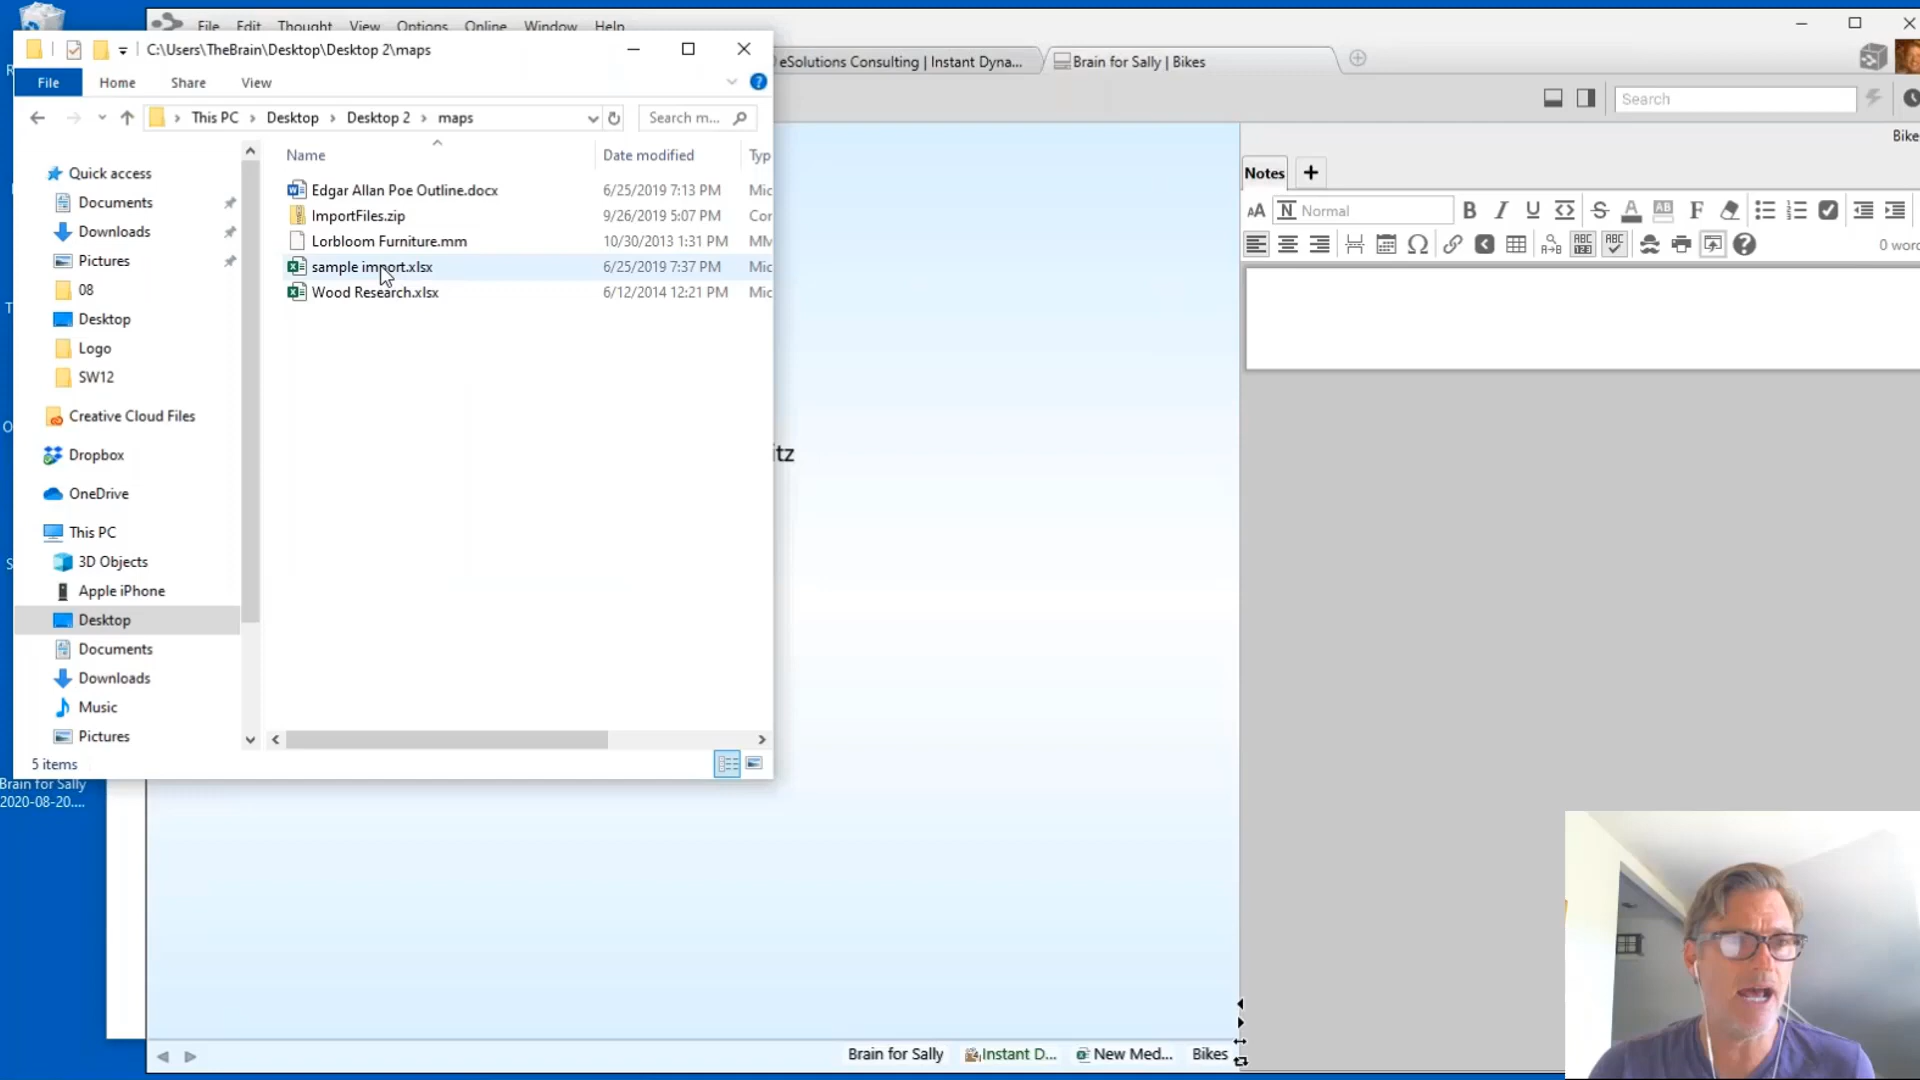 File Edit Thought View Options Online Window Help
C:\Users\TheBrain\Desktop\Desktop 2\maps
eSolutions Consulting | Instant Dyna...
Brain for Sally | Bikes
File Home Share View
Search
This PC > Desktop > Desktop 2 > maps
Search m...
Bike
Name Date modified Typ
Notes +
Quick access
Edgar Allan Poe Outline.docx 6/25/2019 7:13 PM Mic
Documents
ImportFiles.zip 9/26/2019 5:07 PM Cor
Normal
Downloads
Lorbloom Furniture.mm 10/30/2013 1:31 PM MM
0 word
Pictures
sample import.xlsx 6/25/2019 7:37 PM Mic
08
Wood Research.xlsx 6/12/2014 12:21 PM Mic
Desktop
Logo
SW12
Creative Cloud Files
Dropbox
itz
OneDrive
This PC
3D Objects
Apple iPhone
Desktop
Documents
Downloads
Music
Pictures
5 items
Brain for Sally
2020-08-20....
Brain for Sally Instant D... New Med... Bikes